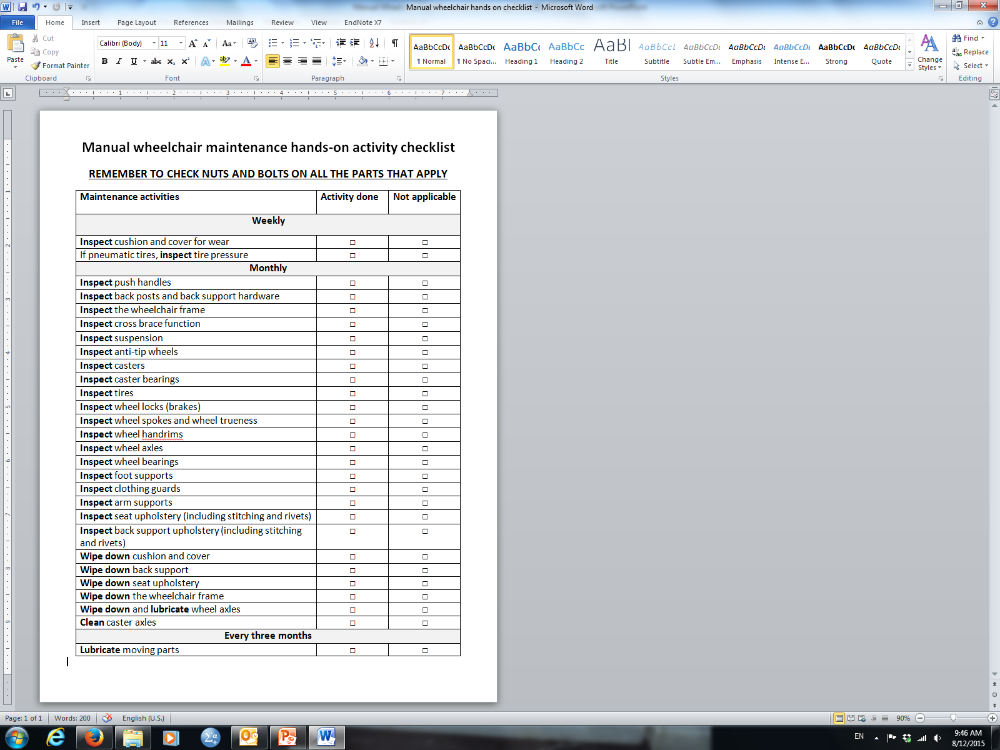 Manual wheelchair hands on checklist - Microsoft Word
File Home Insert Page Layout References Mailings Review View EndNote X7
Paste
Cut
Copy
Format Painter
Clipboard
Calibri (Body) 11
Font
Paragraph
AaBbCcDc AaBbCcDc AaBbCc AaBbCc AaBl AaBbCcL AaBbCcDc AaBbCcDc AaBbCcDc AaBbCcDc AaBbCcDc
¶ Normal ¶ No Spaci... Heading 1 Heading 2 Title Subtitle Subtle Em... Emphasis Intense E... Strong Quote
Change Styles
Styles
Find
Replace
Select
Editing
1 2 3 4 5 6 7
Manual wheelchair maintenance hands-on activity checklist
REMEMBER TO CHECK NUTS AND BOLTS ON ALL THE PARTS THAT APPLY
Maintenance activities Activity done Not applicable
Weekly
Inspect cushion and cover for wear □ □
If pneumatic tires, inspect tire pressure □ □
Monthly
Inspect push handles □ □
Inspect back posts and back support hardware □ □
Inspect the wheelchair frame □ □
Inspect cross brace function □ □
Inspect suspension □ □
Inspect anti-tip wheels □ □
Inspect casters □ □
Inspect caster bearings □ □
Inspect tires □ □
Inspect wheel locks (brakes) □ □
Inspect wheel spokes and wheel trueness □ □
Inspect wheel handrims □ □
Inspect wheel axles □ □
Inspect wheel bearings □ □
Inspect foot supports □ □
Inspect clothing guards □ □
Inspect arm supports □ □
Inspect seat upholstery (including stitching and rivets) □ □
Inspect back support upholstery (including stitching □ □
and rivets)
Wipe down cushion and cover □ □
Wipe down back support □ □
Wipe down seat upholstery □ □
Wipe down the wheelchair frame □ □
Wipe down and lubricate wheel axles □ □
Clean caster axles □ □
Every three months
Lubricate moving parts □ □
Page: 1 of 1 Words: 200 English (U.S.) 90%
EN 9:46 AM
8/12/2015